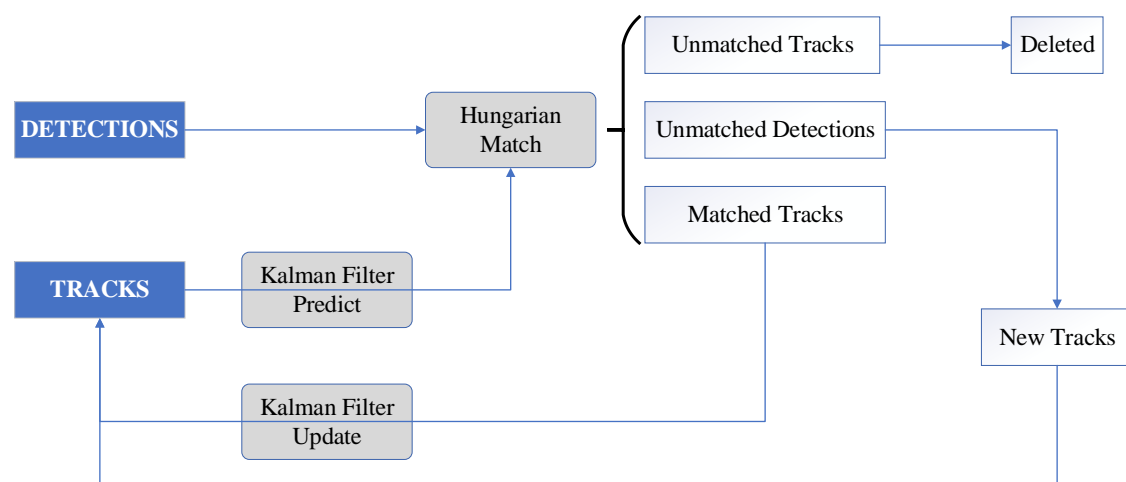 Unmatched Tracks
Deleted
DETECTIONS
Hungarian
Match
Unmatched Detections
Matched Tracks
TRACKS
Kalman Filter
Predict
New Tracks
Kalman Filter
Update